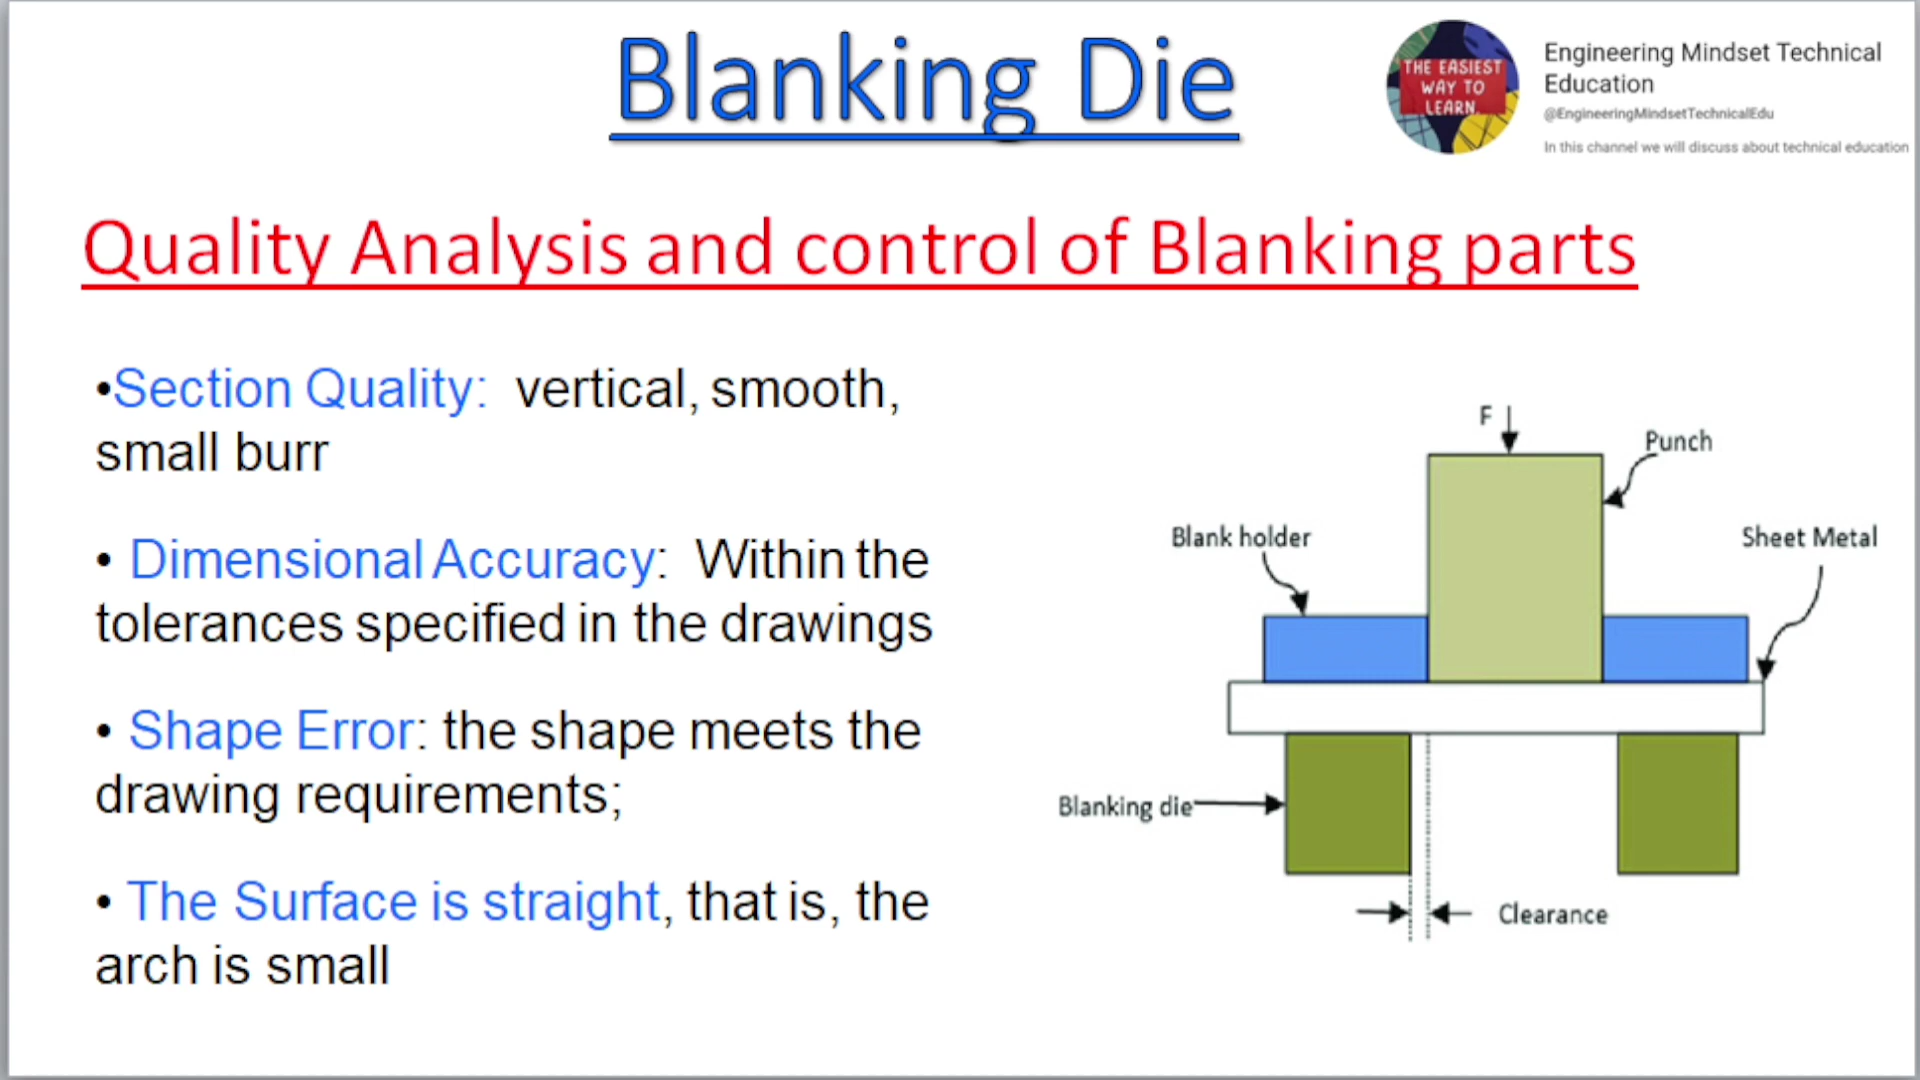 Blanking Die
THE EASIEST
WAY TO
LEARN
Engineering Mindset Technical
Education
@EngineeringMindsetTechnicalEdu
In this channel we will discuss about technical education
Quality Analysis and control of Blanking parts
•Section Quality: vertical, smooth,
small burr
• Dimensional Accuracy: Within the
tolerances specified in the drawings
• Shape Error: the shape meets the
drawing requirements;
• The Surface is straight, that is, the
arch is small
F
Punch
Blank holder
Sheet Metal
Blanking die
Clearance